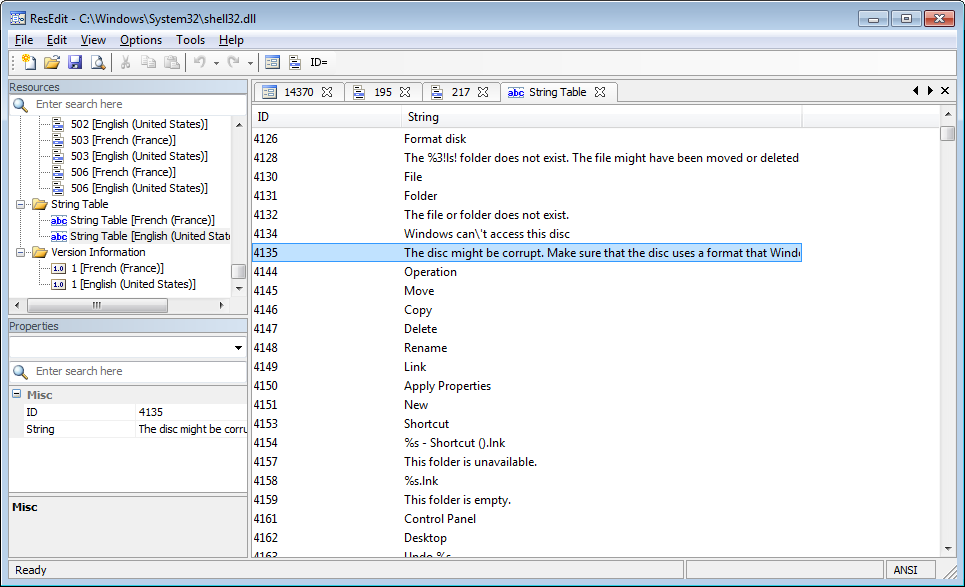 ResEdit - C:\Windows\System32\shell32.dll
File Edit View Options Tools Help
ID=
Resources
Enter search here
502 [English (United States)]
503 [French (France)]
503 [English (United States)]
506 [French (France)]
506 [English (United States)]
String Table
abc String Table [French (France)]
abc String Table [English (United Stat
Version Information
1.0 1 [French (France)]
1.0 1 [English (United States)]
Properties
Enter search here
Misc
ID 4135
String The disc might be corru
Misc
14370 195 217 abc String Table
ID String
4126 Format disk
4128 The %3!ls! folder does not exist. The file might have been moved or deleted
4130 File
4131 Folder
4132 The file or folder does not exist.
4134 Windows can\'t access this disc
4135 The disc might be corrupt. Make sure that the disc uses a format that Windo
4144 Operation
4145 Move
4146 Copy
4147 Delete
4148 Rename
4149 Link
4150 Apply Properties
4151 New
4153 Shortcut
4154 %s - Shortcut ().lnk
4157 This folder is unavailable.
4158 %s.lnk
4159 This folder is empty.
4161 Control Panel
4162 Desktop
4163 Undo %s
Ready ANSI